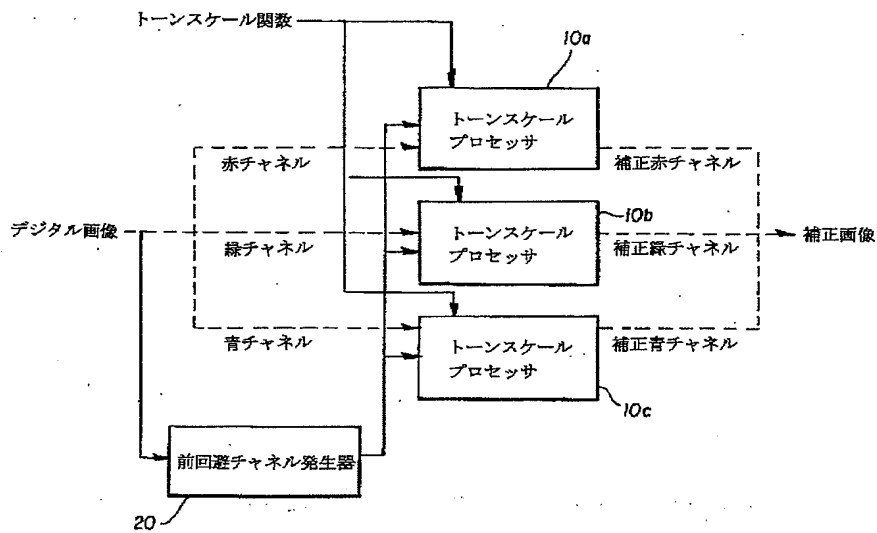 トーンスケール関数
10a
トーンスケール
プロセッサ
赤チャネル
補正赤チャネル
10b
デジタル画像
緑チャネル
トーンスケール
プロセッサ
補正緑チャネル
補正画像
青チャネル
トーンスケール
プロセッサ
補正青チャネル
10c
前回避チャネル発生器
20